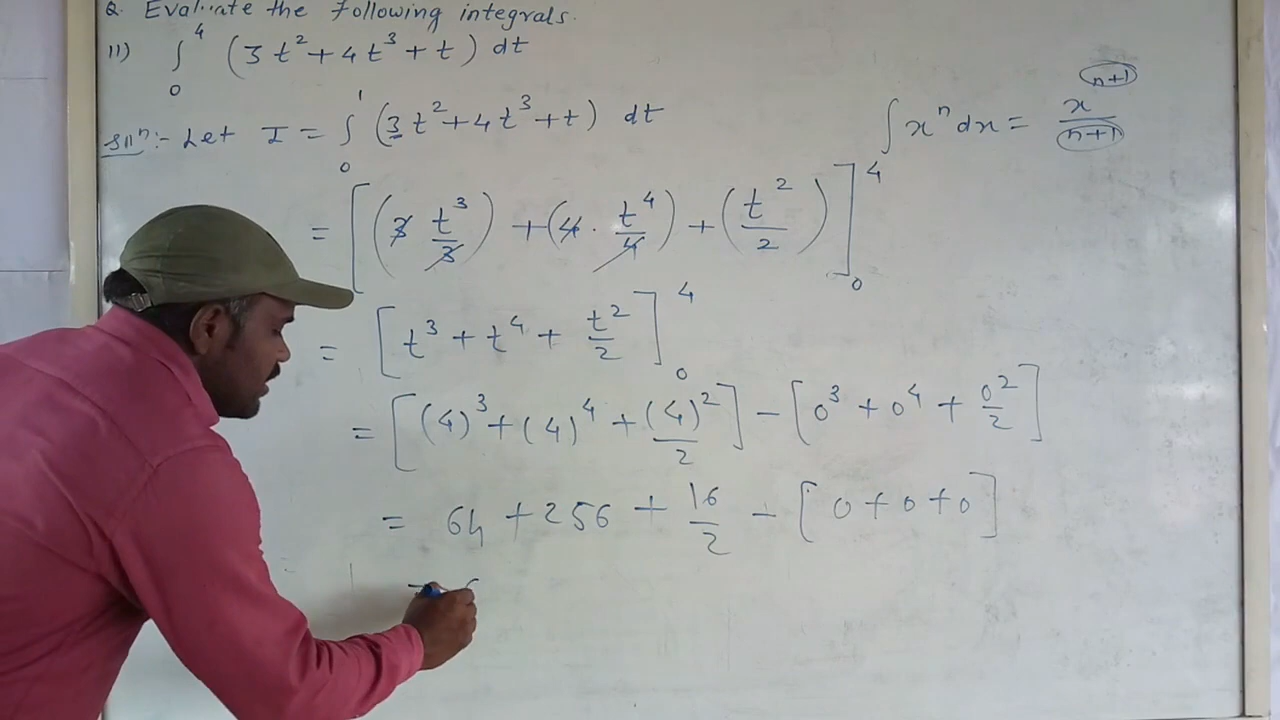 Q. Evaluate the following integrals.
11) ∫₀⁴ (3t² + 4t³ + t) dt
Solⁿ:- Let I = ∫₀¹ (3t² + 4t³ + t) dt
∫ xⁿ dx = x^(n+1) / (n+1)
= [ (3 t³/3) + (4 · t⁴/4) + (t²/2) ]₀⁴
= [ t³ + t⁴ + t²/2 ]₀⁴
= [ (4)³ + (4)⁴ + (4)²/2 ] − [ 0³ + 0⁴ + 0²/2 ]
= 64 + 256 + 16/2 − [ 0 + 0 + 0 ]